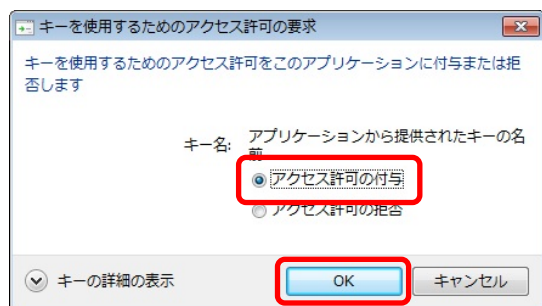 キーを使用するためのアクセス許可の要求
キーを使用するためのアクセス許可をこのアプリケーションに付与または拒
否します
キー名: アプリケーションから提供されたキーの名
前
アクセス許可の付与
アクセス許可の拒否
キーの詳細の表示 OK キャンセル